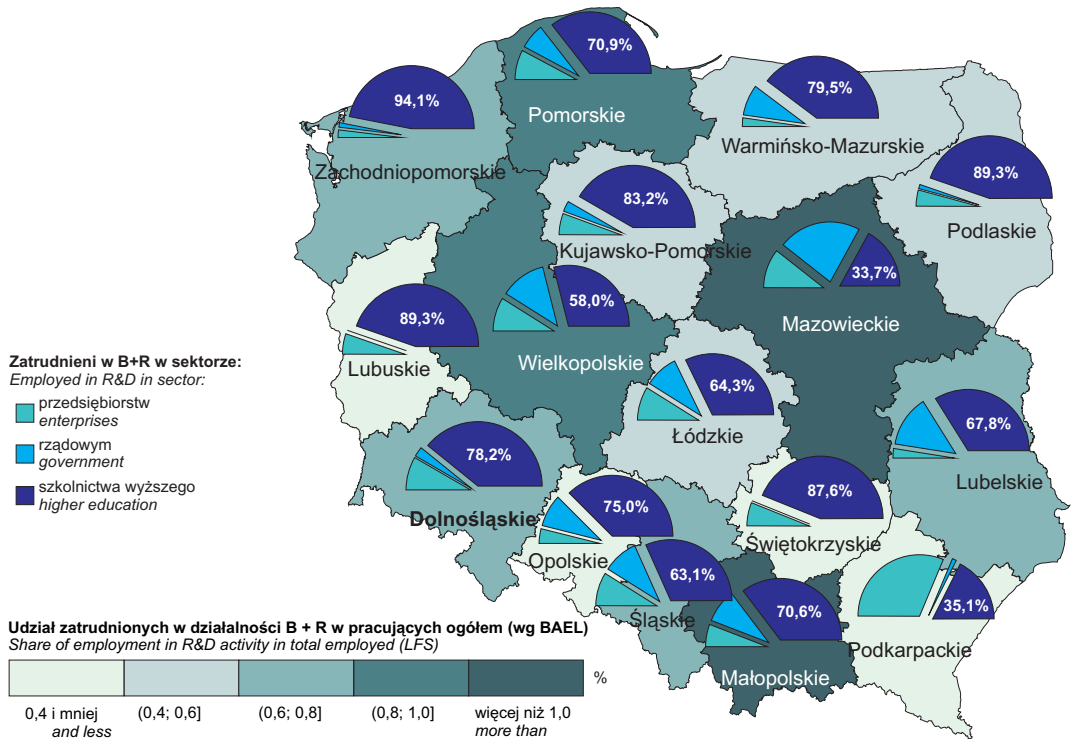 70,9%
Pomorskie
94,1%
Zachodniopomorskie
79,5%
Warmińsko-Mazurskie
89,3%
Podlaskie
83,2%
Kujawsko-Pomorskie
33,7%
Mazowieckie
58,0%
Wielkopolskie
89,3%
Lubuskie
64,3%
Łódzkie
67,8%
Lubelskie
78,2%
Dolnośląskie
75,0%
Opolskie
87,6%
Świętokrzyskie
63,1%
Śląskie
70,6%
Małopolskie
35,1%
Podkarpackie
Zatrudnieni w B+R w sektorze:
Employed in R&D in sector:
przedsiębiorstw
enterprises
rządowym
government
szkolnictwa wyższego
higher education
Udział zatrudnionych w działalności B + R w pracujących ogółem (wg BAEL)
Share of employment in R&D activity in total employed (LFS)
%
0,4 i mniej
and less
(0,4; 0,6]
(0,6; 0,8]
(0,8; 1,0]
więcej niż 1,0
more than